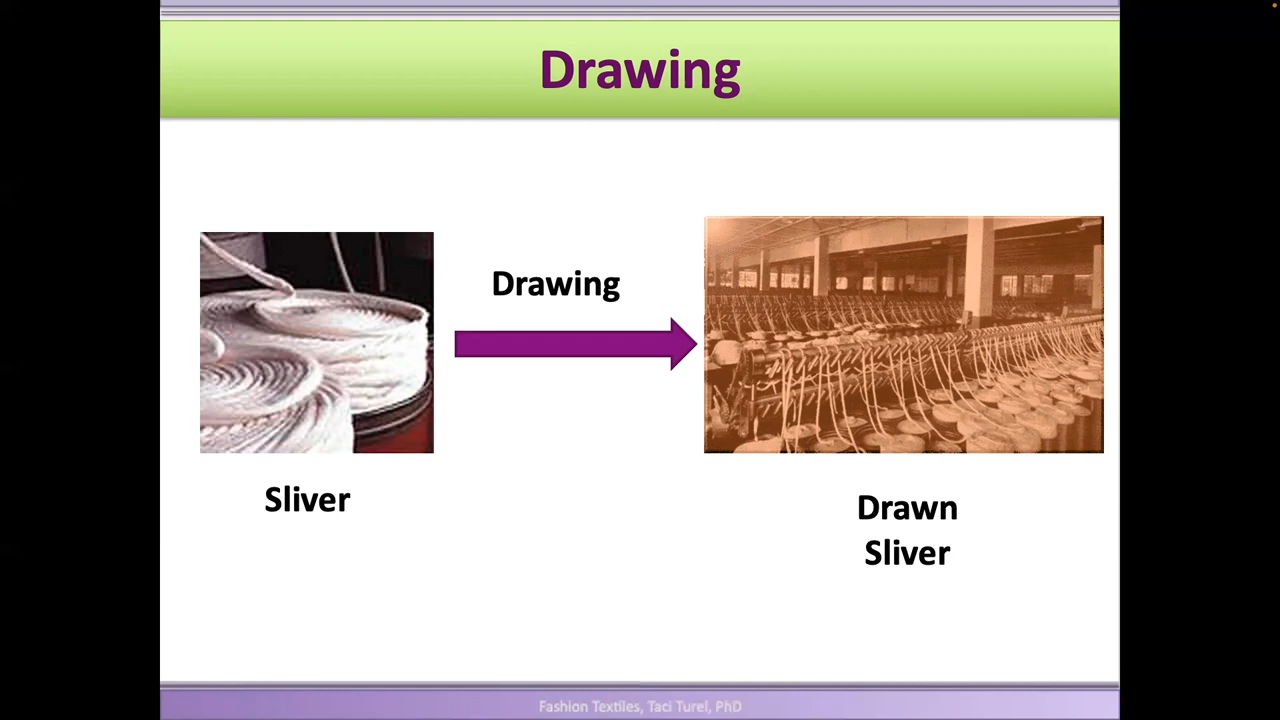 Drawing
Drawing
Sliver
Drawn
Sliver
Fashion Textiles, Taci Turel, PhD